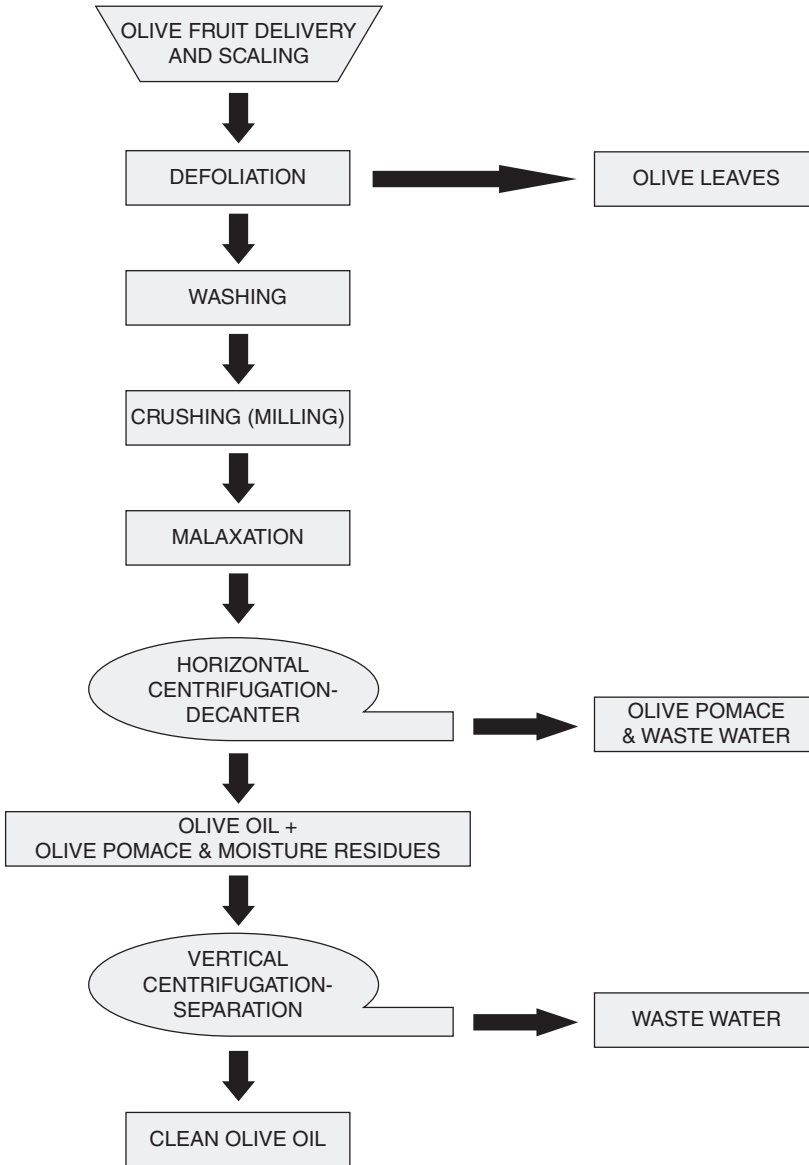 OLIVE FRUIT DELIVERY
AND SCALING
DEFOLIATION
OLIVE LEAVES
WASHING
CRUSHING (MILLING)
MALAXATION
HORIZONTAL
CENTRIFUGATION-
DECANTER
OLIVE POMACE
& WASTE WATER
OLIVE OIL +
OLIVE POMACE & MOISTURE RESIDUES
VERTICAL
CENTRIFUGATION-
SEPARATION
WASTE WATER
CLEAN OLIVE OIL